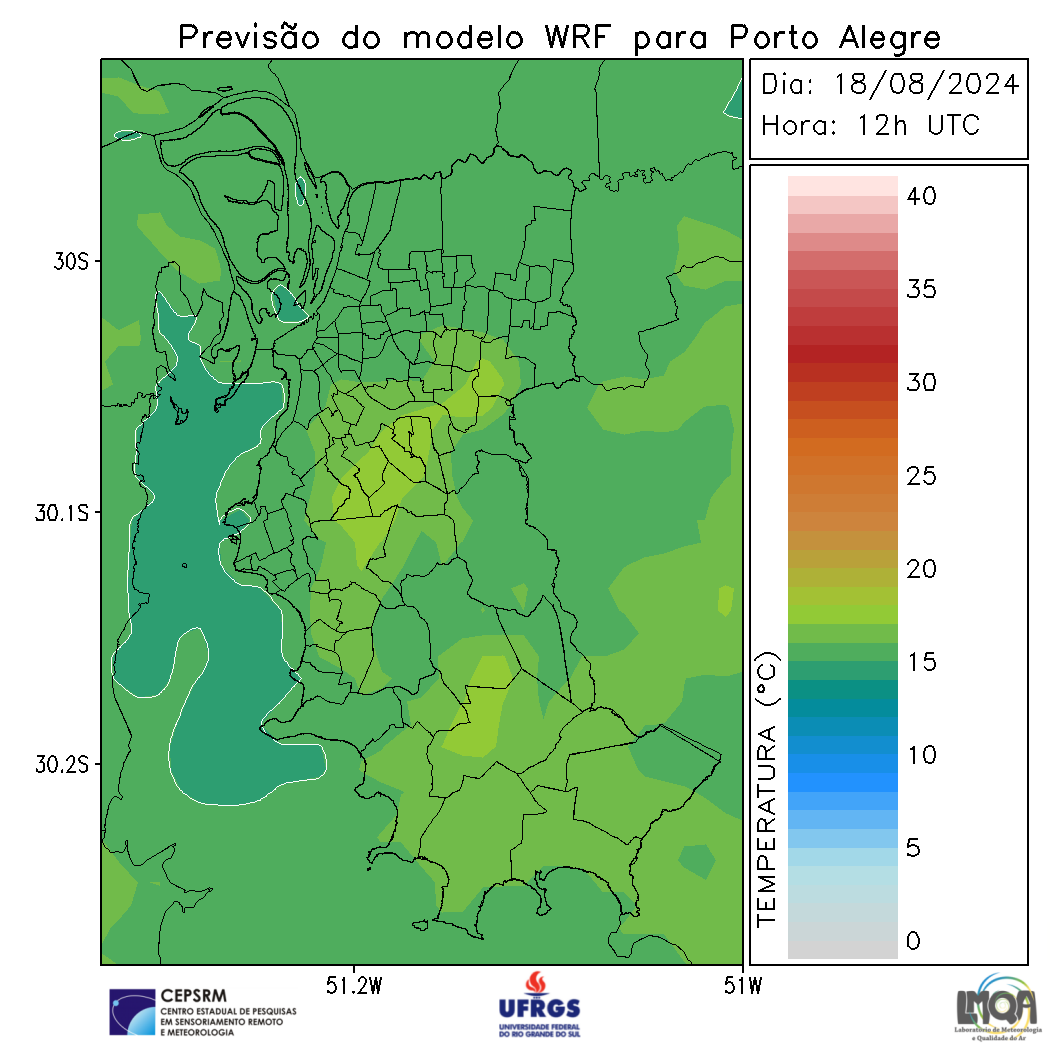 Previsão do modelo WRF para Porto Alegre
Dia: 18/08/2024
Hora: 12h UTC
40
35
30
25
20
15
10
5
0
TEMPERATURA (°C)
30S
30.1S
30.2S
51.2W
51W
CEPSRM
CENTRO ESTADUAL DE PESQUISAS
EM SENSORIAMENTO REMOTO
E METEOROLOGIA
UFRGS
UNIVERSIDADE FEDERAL
DO RIO GRANDE DO SUL
LMQA
Laboratório de Meteorologia
e Qualidade do Ar